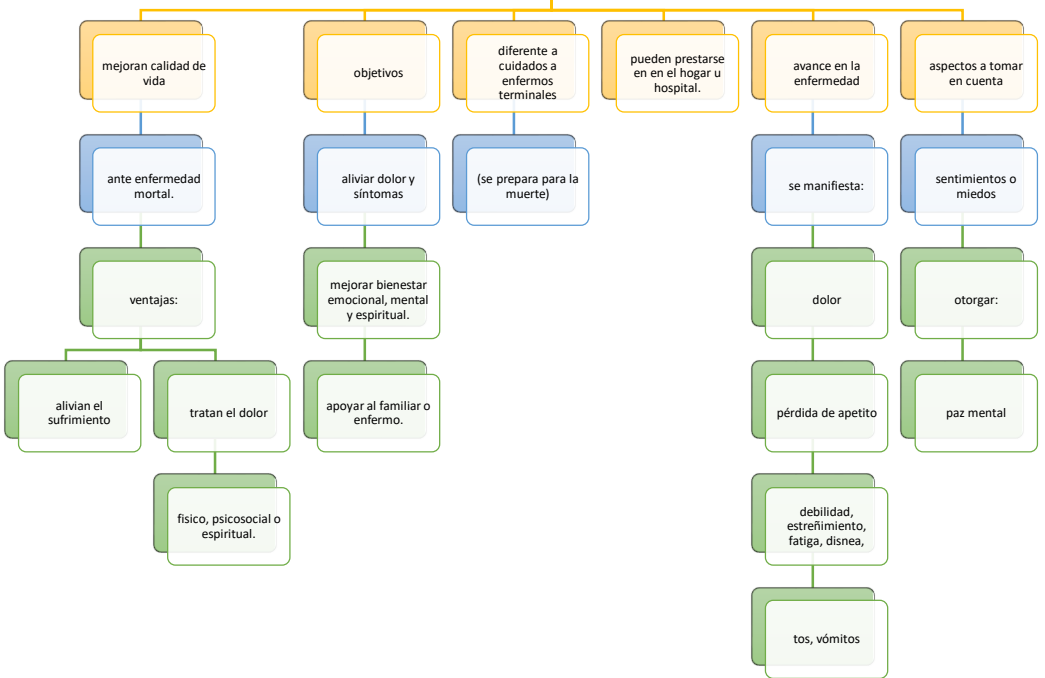 mejoran calidad de
vida
objetivos
diferente a
cuidados a
enfermos
terminales
pueden prestarse
en en el hogar u
hospital.
avance en la
enfermedad
aspectos a tomar
en cuenta
ante enfermedad
mortal.
aliviar dolor y
síntomas
(se prepara para la
muerte)
se manifiesta:
sentimientos o
miedos
ventajas:
mejorar bienestar
emocional, mental
y espiritual.
dolor
otorgar:
alivian el
sufrimiento
tratan el dolor
apoyar al familiar o
enfermo.
pérdida de apetito
paz mental
fisico, psicosocial o
espiritual.
debilidad,
estreñimiento,
fatiga, disnea,
tos, vómitos